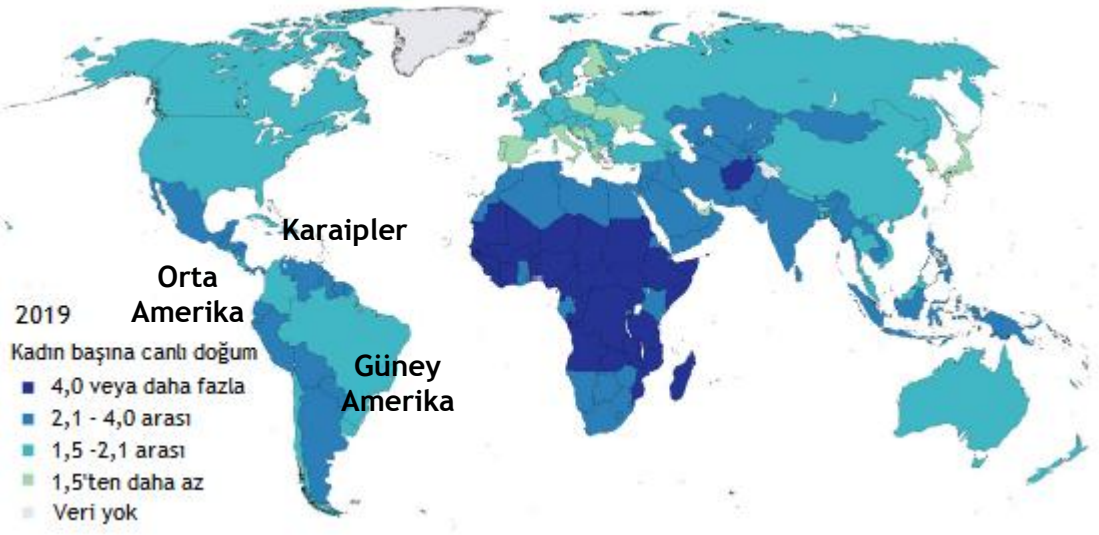 Karaipler
Orta
Amerika
Güney
Amerika
2019
Kadın başına canlı doğum
4,0 veya daha fazla
2,1 - 4,0 arası
1,5 -2,1 arası
1,5'ten daha az
Veri yok